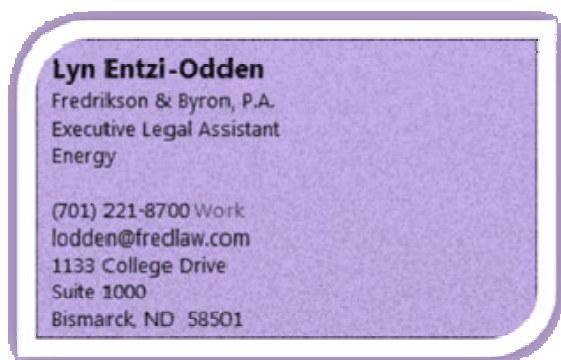 Lyn Entzi-Odden
Fredrikson & Byron, P.A.
Executive Legal Assistant
Energy
(701) 221-8700 Work
lodden@fredlaw.com
1133 College Drive
Suite 1000
Bismarck, ND 58501